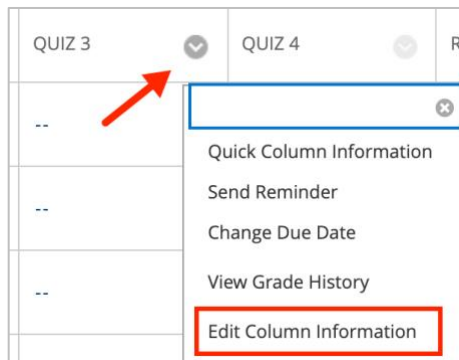 QUIZ 3 QUIZ 4 R
--
Quick Column Information
Send Reminder
--
Change Due Date
View Grade History
--
Edit Column Information